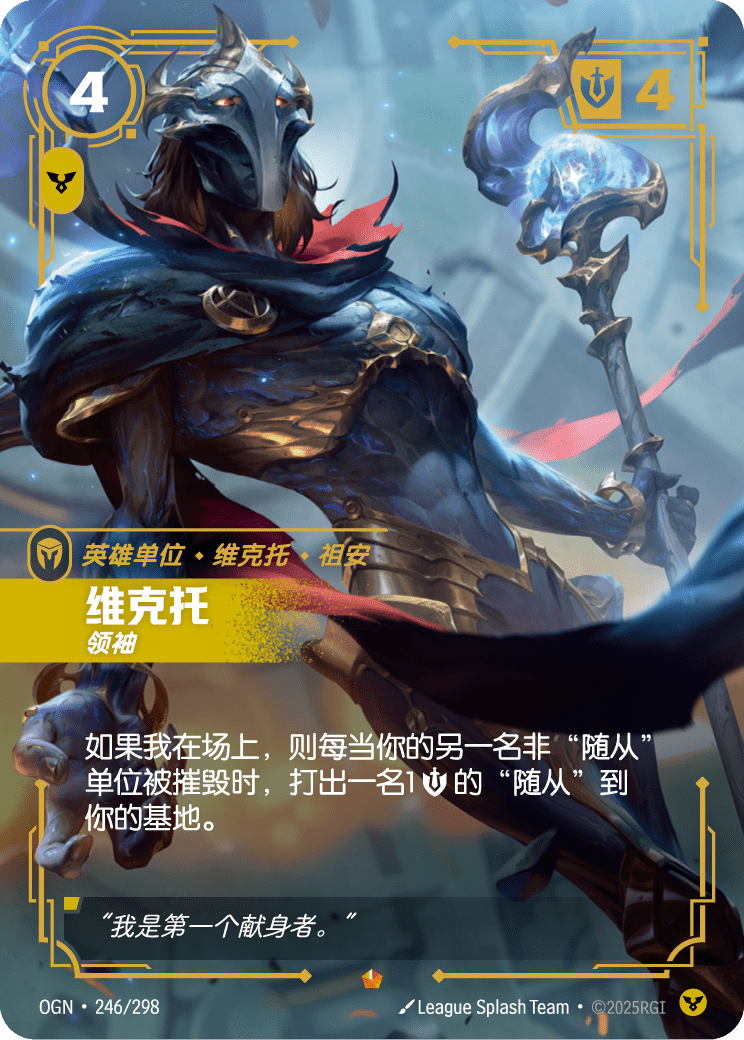 4
4
英雄单位 • 维克托 • 祖安
维克托
领袖
如果我在场上，则每当你的另一名非“随从”
单位被摧毁时，打出一名1 的“随从”到
你的基地。
“我是第一个献身者。”
OGN • 246/298
League Splash Team • ©2025RGI